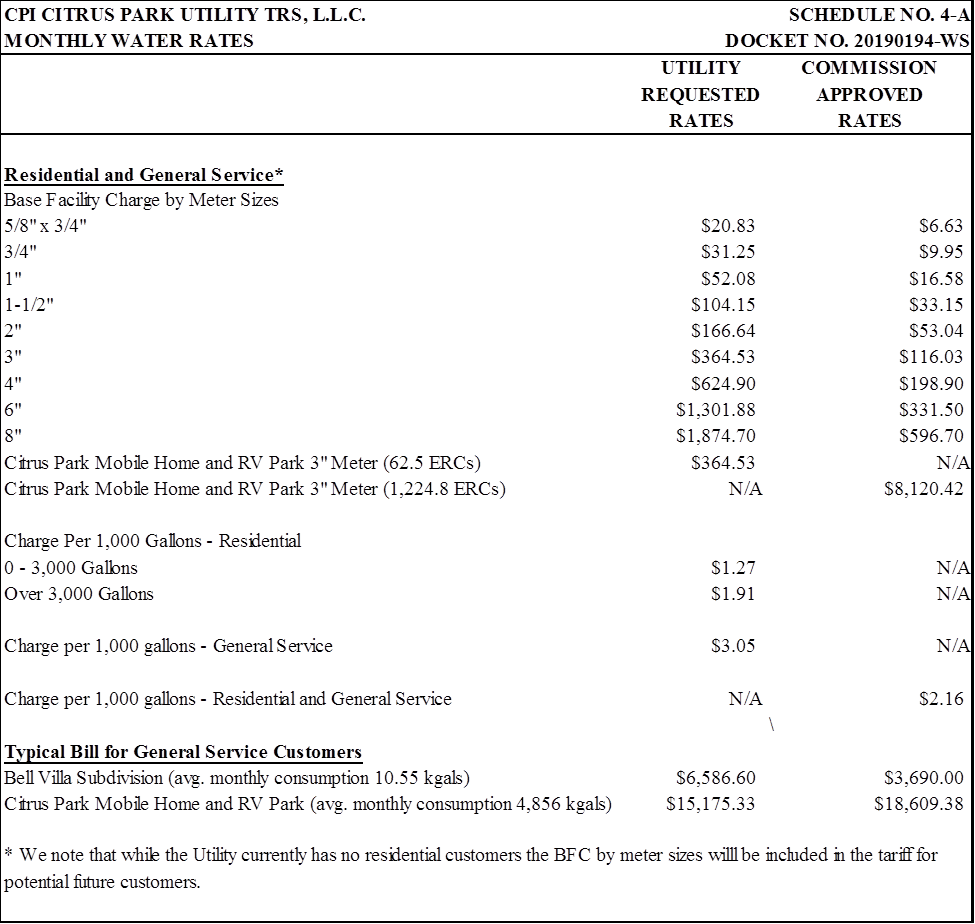 CPI CITRUS PARK UTILITY TRS, L.L.C. SCHEDULE NO. 4-A
MONTHLY WATER RATES DOCKET NO. 20190194-WS
UTILITY COMMISSION
REQUESTED APPROVED
RATES RATES
Residential and General Service*
Base Facility Charge by Meter Sizes
5/8" x 3/4" $20.83 $6.63
3/4" $31.25 $9.95
1" $52.08 $16.58
1-1/2" $104.15 $33.15
2" $166.64 $53.04
3" $364.53 $116.03
4" $624.90 $198.90
6" $1,301.88 $331.50
8" $1,874.70 $596.70
Citrus Park Mobile Home and RV Park 3" Meter (62.5 ERCs) $364.53 N/A
Citrus Park Mobile Home and RV Park 3" Meter (1,224.8 ERCs) N/A $8,120.42
Charge Per 1,000 Gallons - Residential
0 - 3,000 Gallons $1.27 N/A
Over 3,000 Gallons $1.91 N/A
Charge per 1,000 gallons - General Service $3.05 N/A
Charge per 1,000 gallons - Residential and General Service N/A $2.16
\
Typical Bill for General Service Customers
Bell Villa Subdivision (avg. monthly consumption 10.55 kgals) $6,586.60 $3,690.00
Citrus Park Mobile Home and RV Park (avg. monthly consumption 4,856 kgals) $15,175.33 $18,609.38
* We note that while the Utility currently has no residential customers the BFC by meter sizes willl be included in the tariff for
potential future customers.